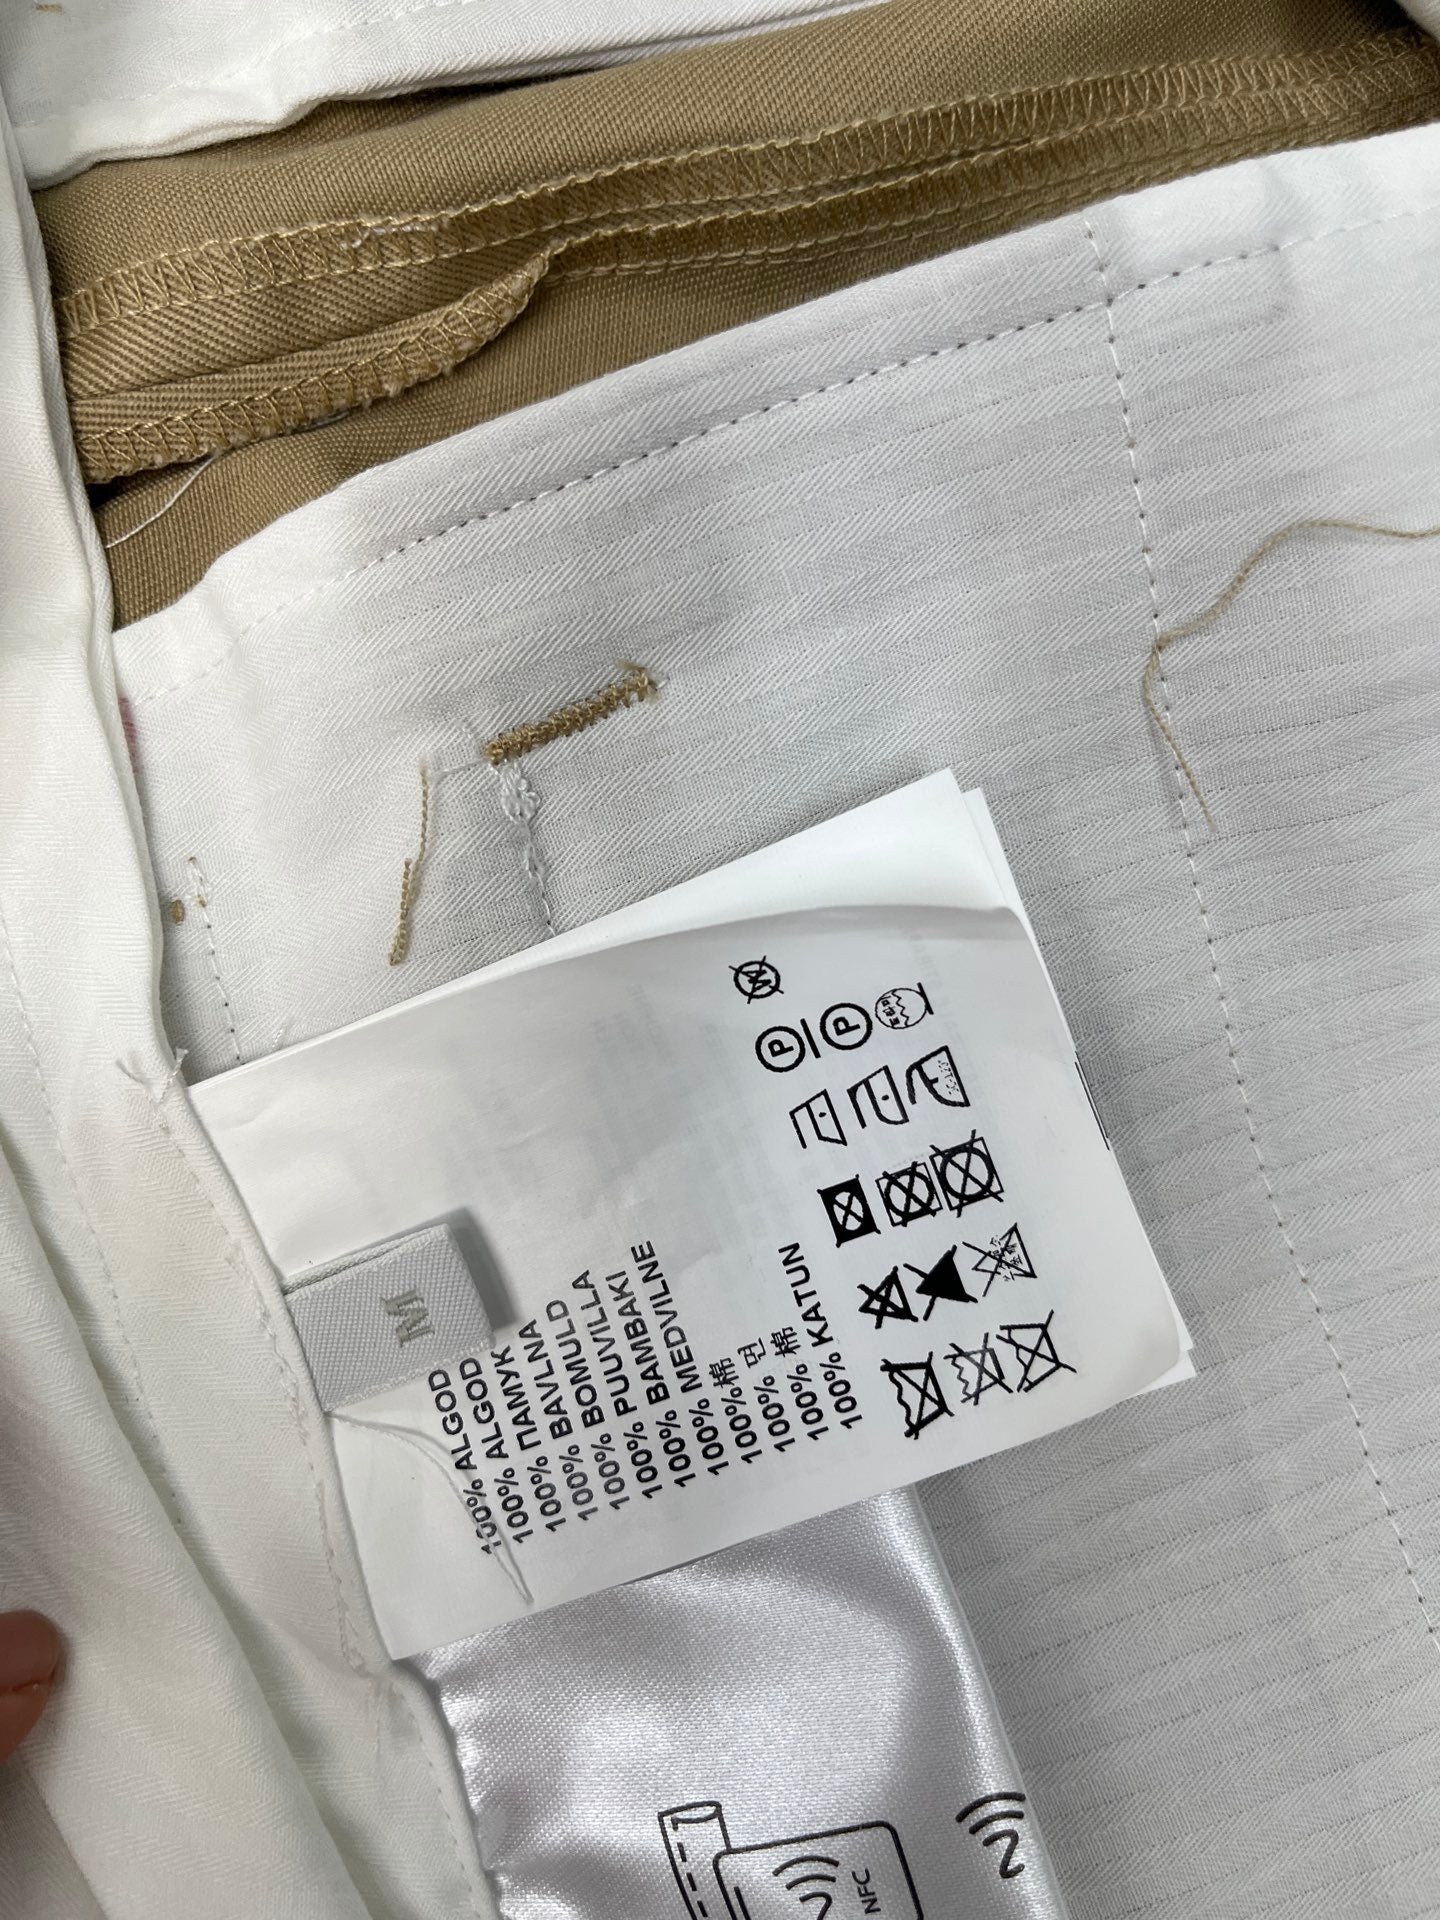 M
100% ALGOD
100% ALGOD
100% ПАМУК
100% BAVLNA
100% BOMULD
100% PUUVILLA
100% BAMBAKI
100% MEDVILNE
100%棉
100% 면
100% 棉
100% KATUN
W
P P
NFC